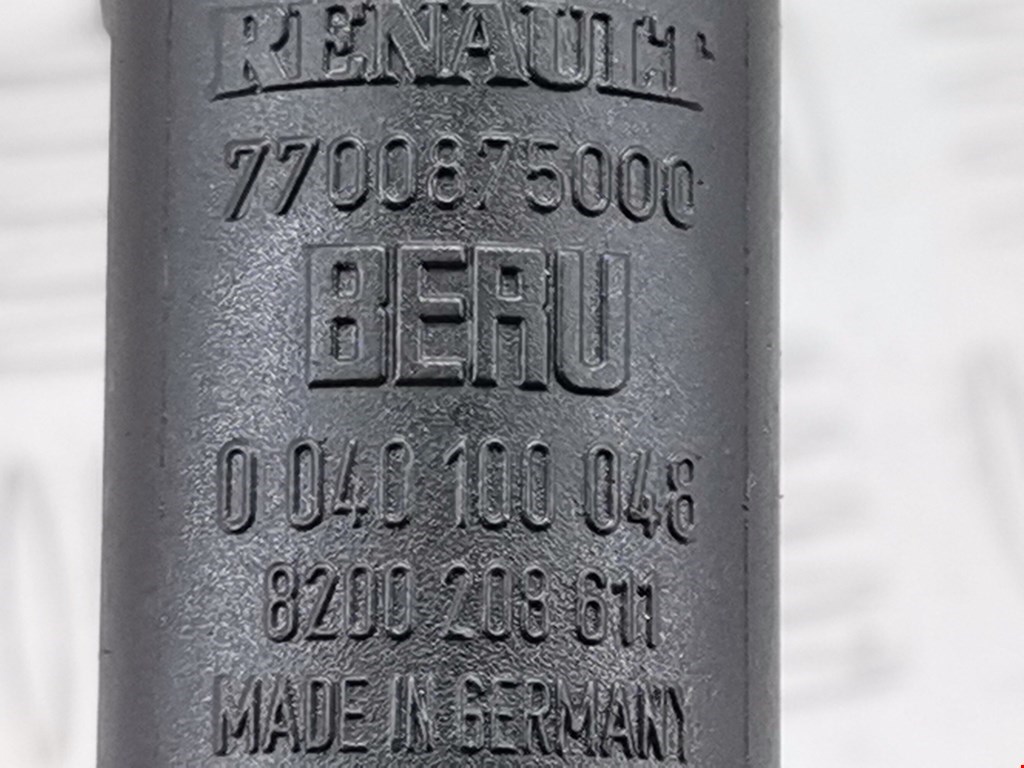 RENAULT
7700875000
BERU
0 040 100 048
8200 208 611
MADE IN GERMANY